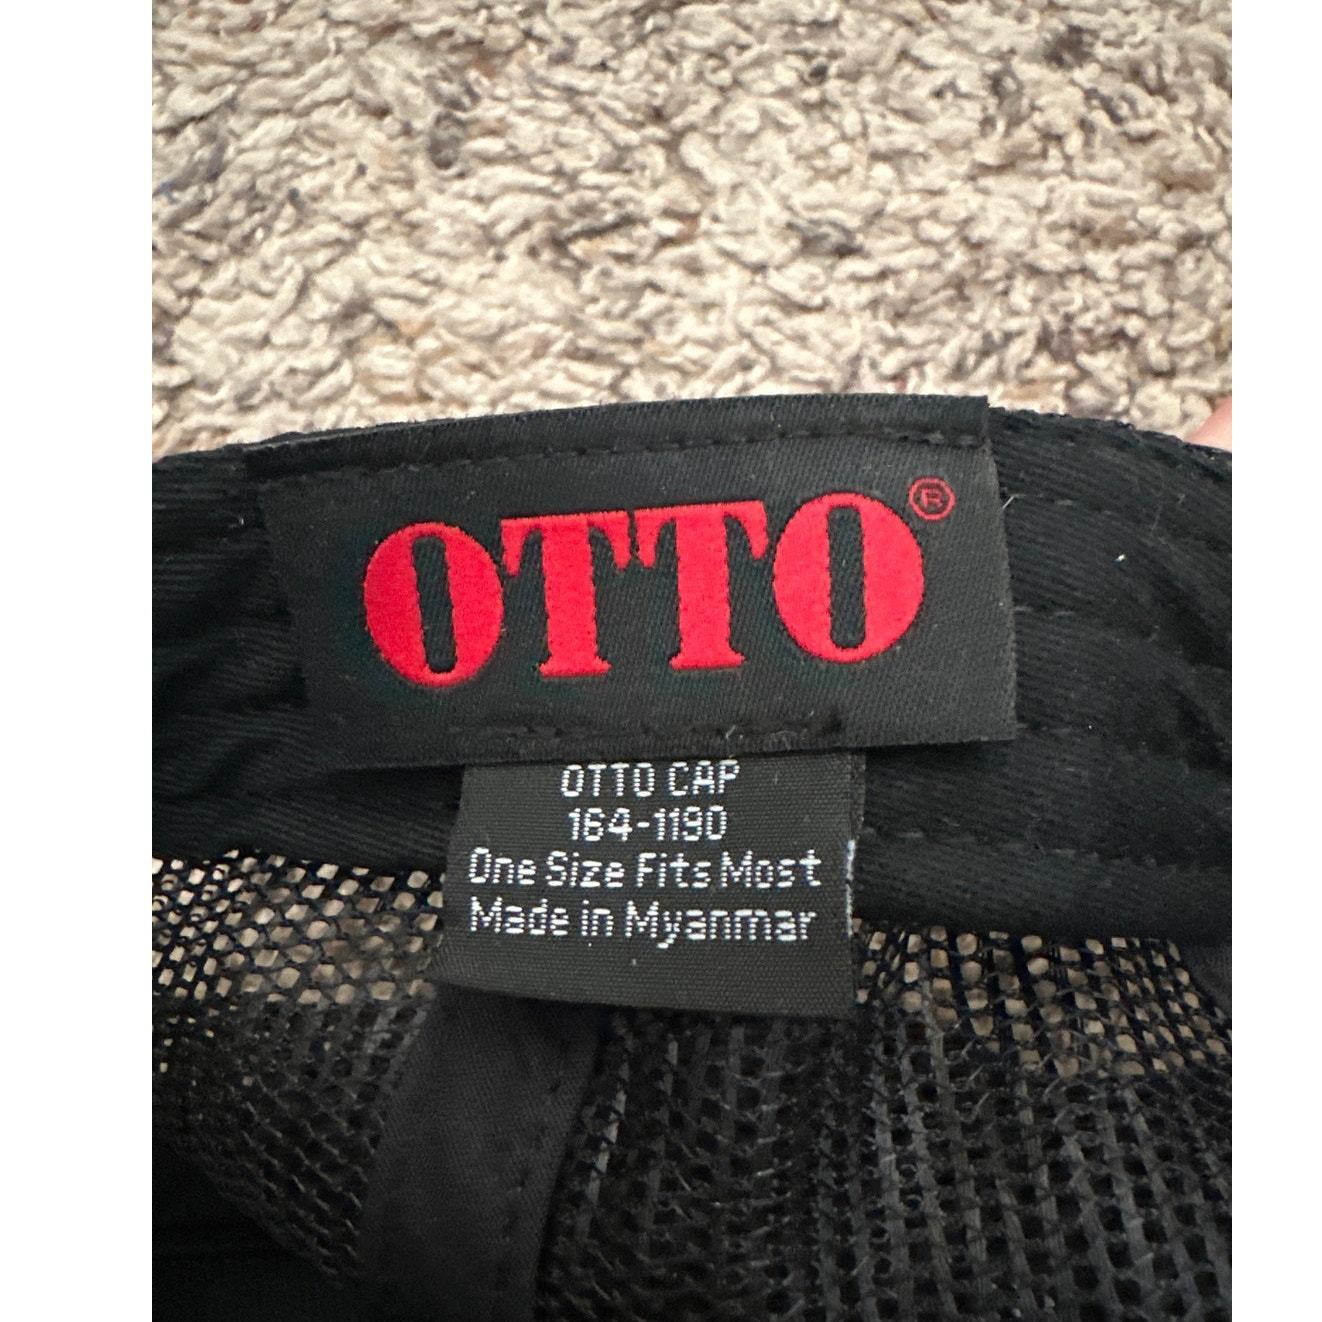 OTTO®
OTTO CAP
164-1190
One Size Fits Most
Made in Myanmar